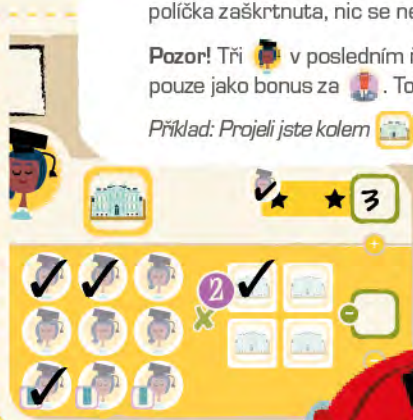 políčka zaškrtnuta, nic se ne
Pozor! Tři v posledním ř
pouze jako bonus za . To
Příklad: Projeli jste kolem
3
2